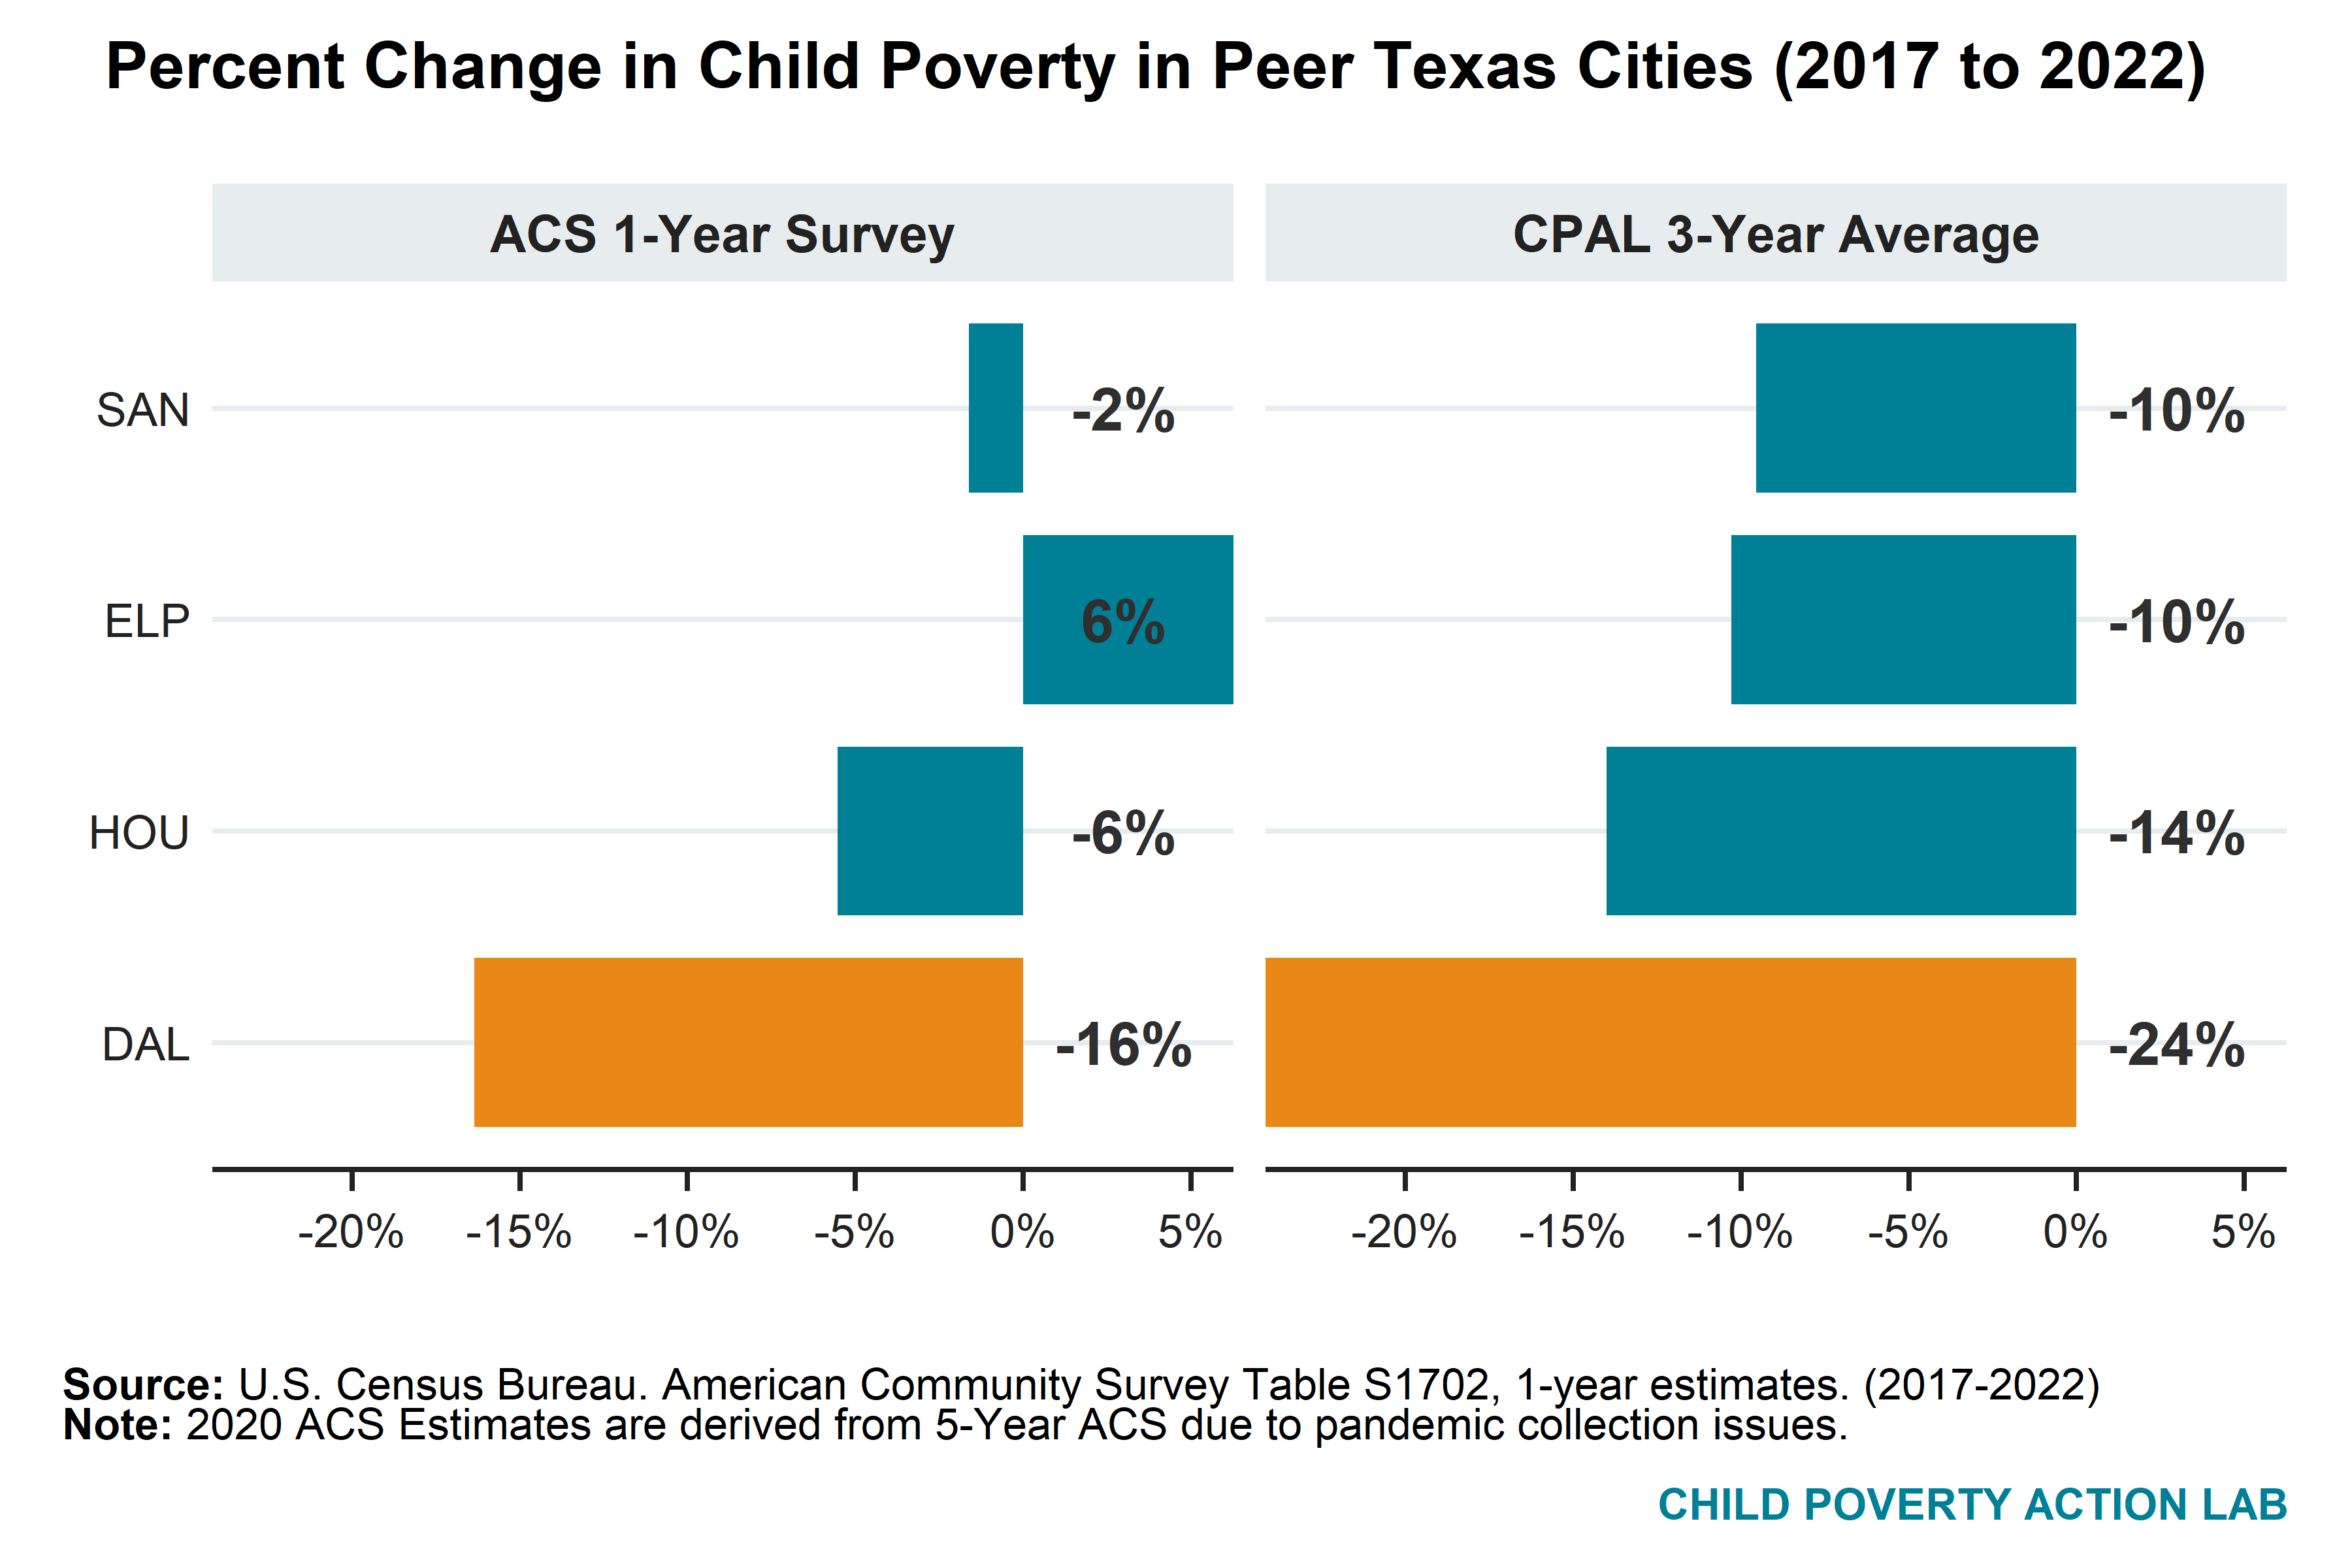 Percent Change in Child Poverty in Peer Texas Cities (2017 to 2022)
ACS 1-Year Survey
CPAL 3-Year Average
SAN
-2%
-10%
ELP
6%
-10%
HOU
-6%
-14%
DAL
-16%
-24%
-20% -15% -10% -5% 0% 5%
-20% -15% -10% -5% 0% 5%
Source: U.S. Census Bureau. American Community Survey Table S1702, 1-year estimates. (2017-2022)
Note: 2020 ACS Estimates are derived from 5-Year ACS due to pandemic collection issues.
CHILD POVERTY ACTION LAB